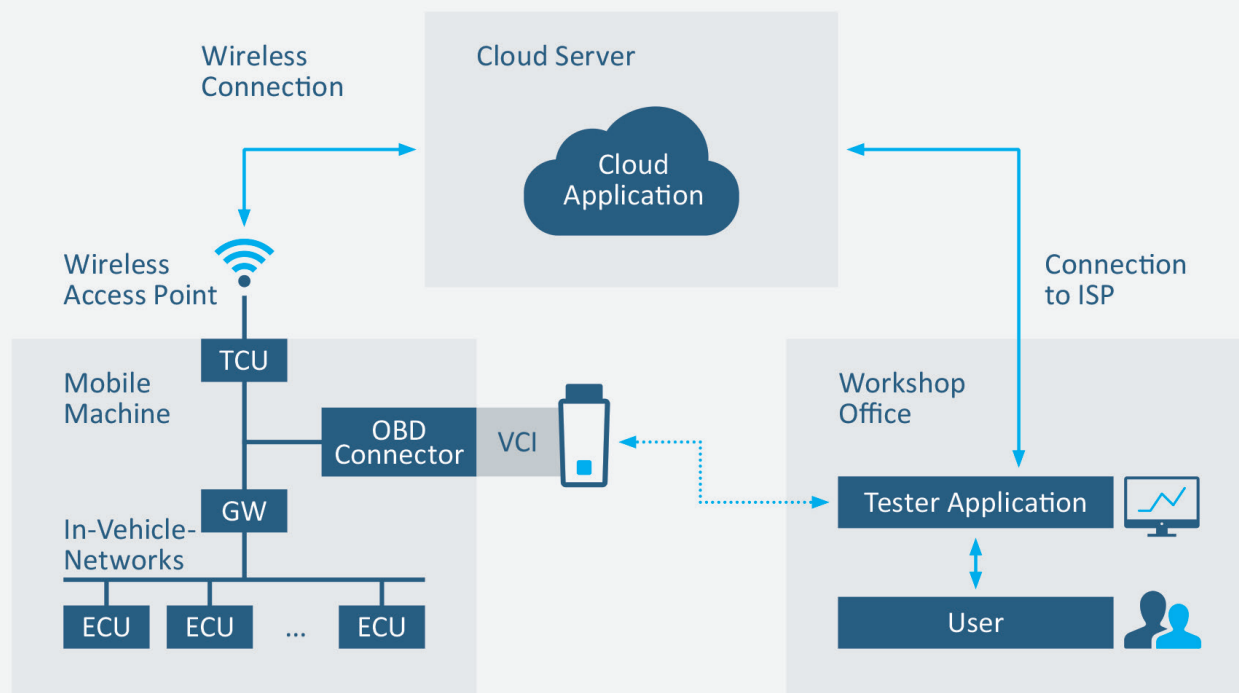 Wireless
Connection
Cloud Server
Cloud
Application
Wireless
Access Point
Connection
to ISP
TCU
Mobile
Machine
OBD
Connector
VCI
Workshop
Office
GW
Tester Application
In-Vehicle-
Networks
ECU
ECU
...
ECU
User